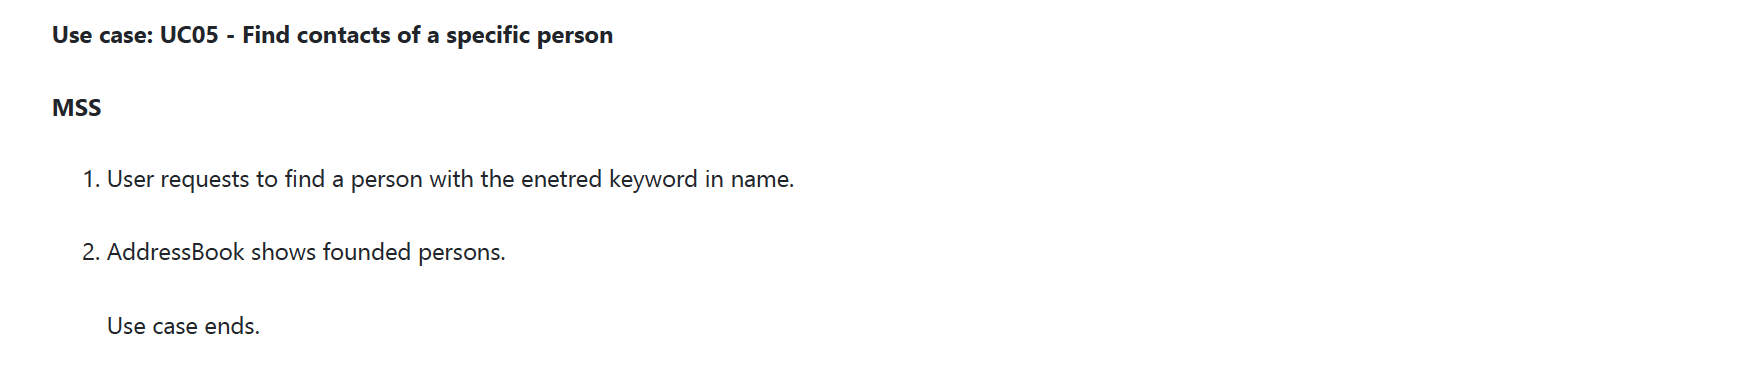 Use case: UC05 - Find contacts of a specific person
MSS
1. User requests to find a person with the enetred keyword in name.
2. AddressBook shows founded persons.
Use case ends.